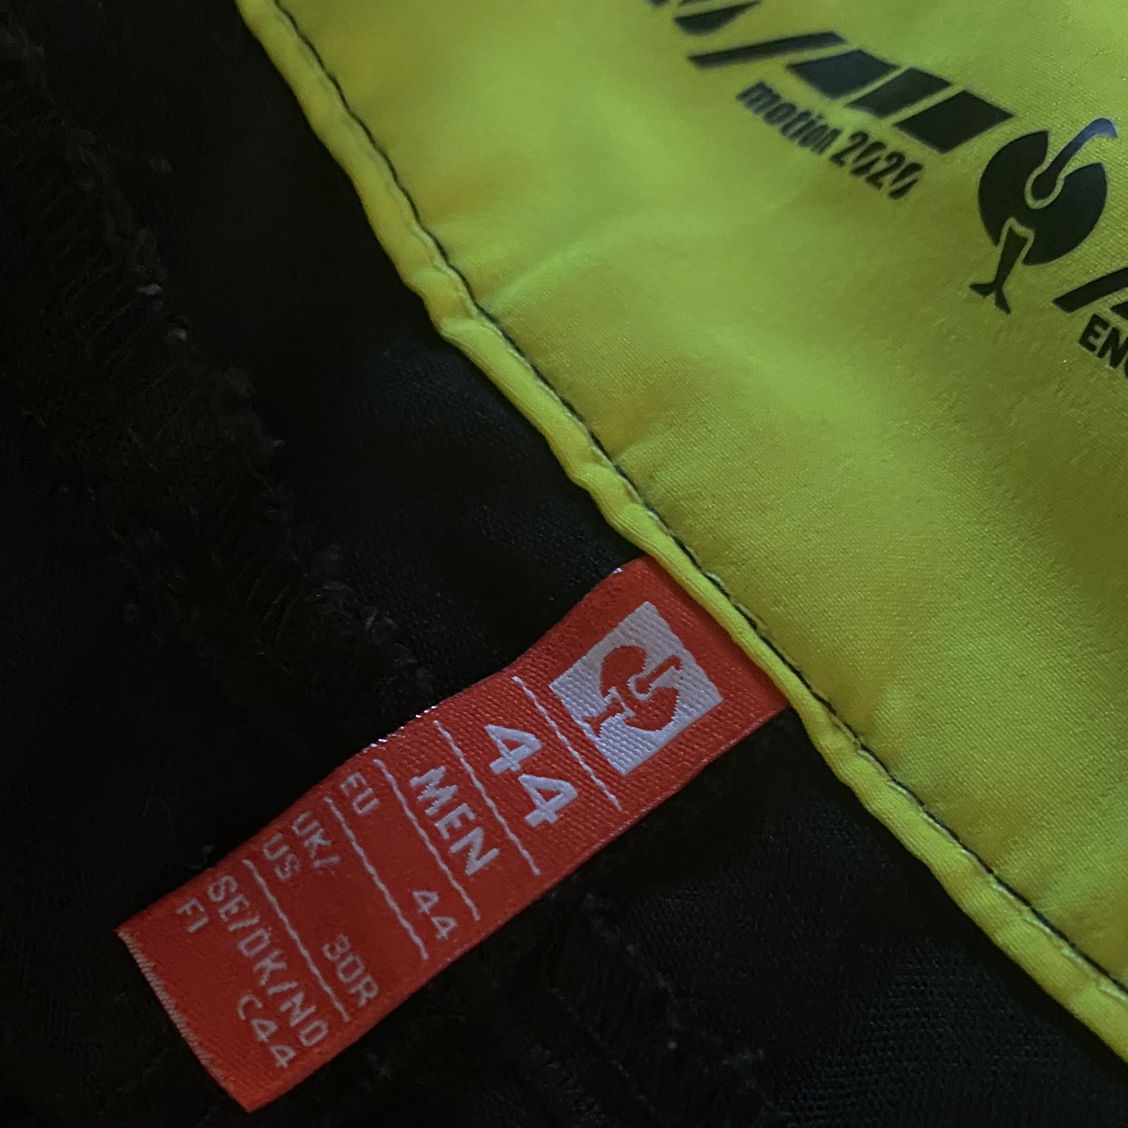 motion 2020
EN
44
MEN
EU 44
UK/ 30R
US
SE/DK/NO C44
FI